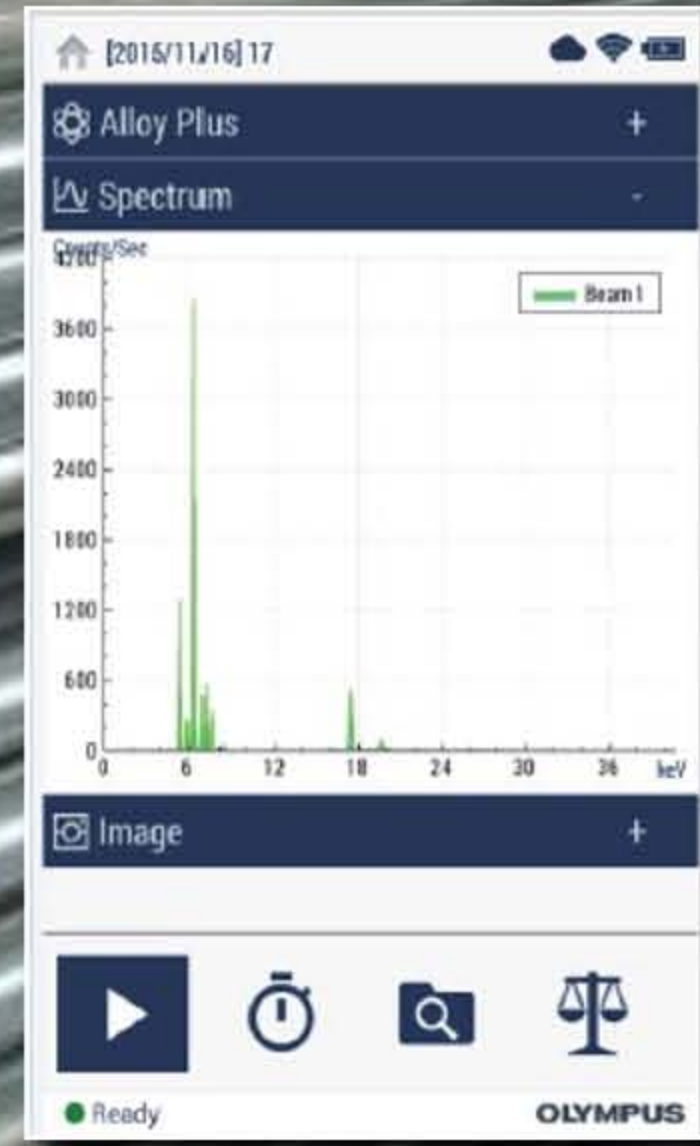 [2016/11/16] 17
Alloy Plus +
Spectrum -
Counts/Sec
4200
Beam 1
3600
3000
2400
1800
1200
600
0
0 6 12 18 24 30 36 keV
Image +
Ready
OLYMPUS